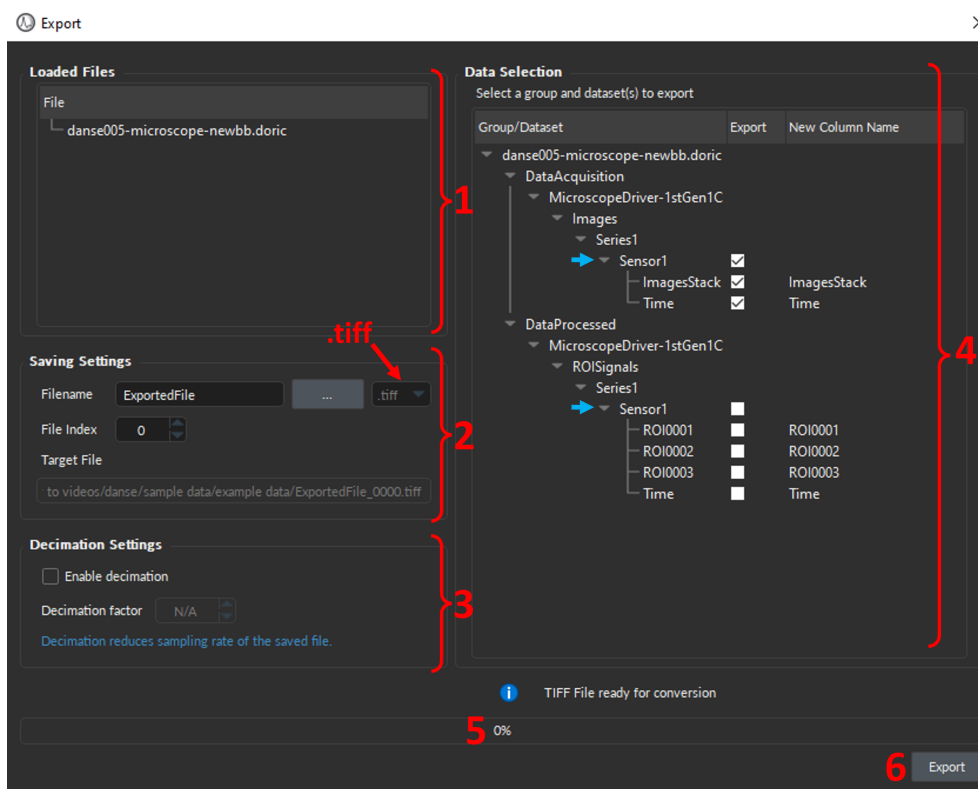 Export
Loaded Files
File
danse005-microscope-newbb.doric
1
.tiff
Saving Settings
Filename ExportedFile ... .tiff
File Index 0
Target File
to videos/danse/sample data/example data/ExportedFile_0000.tiff
2
Decimation Settings
Enable decimation
Decimation factor N/A
Decimation reduces sampling rate of the saved file.
3
Data Selection
Select a group and dataset(s) to export
Group/Dataset Export New Column Name
danse005-microscope-newbb.doric
DataAcquisition
MicroscopeDriver-1stGen1C
Images
Series1
Sensor1
ImagesStack ImagesStack
Time Time
DataProcessed
MicroscopeDriver-1stGen1C
ROISignals
Series1
Sensor1
ROI0001 ROI0001
ROI0002 ROI0002
ROI0003 ROI0003
Time Time
4
TIFF File ready for conversion
5 0%
6 Export